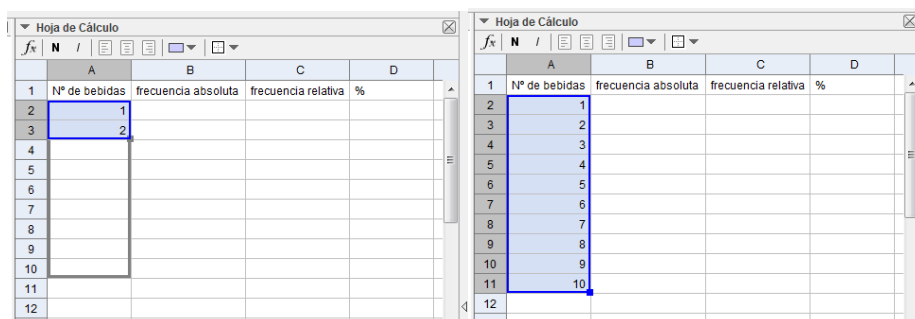 Hoja de Cálculo
fx N I
A B C D
1 Nº de bebidas frecuencia absoluta frecuencia relativa %
2 1
3 2
4
5
6
7
8
9
10
11
12
Hoja de Cálculo
fx N I
A B C D
1 Nº de bebidas frecuencia absoluta frecuencia relativa %
2 1
3 2
4 3
5 4
6 5
7 6
8 7
9 8
10 9
11 10
12